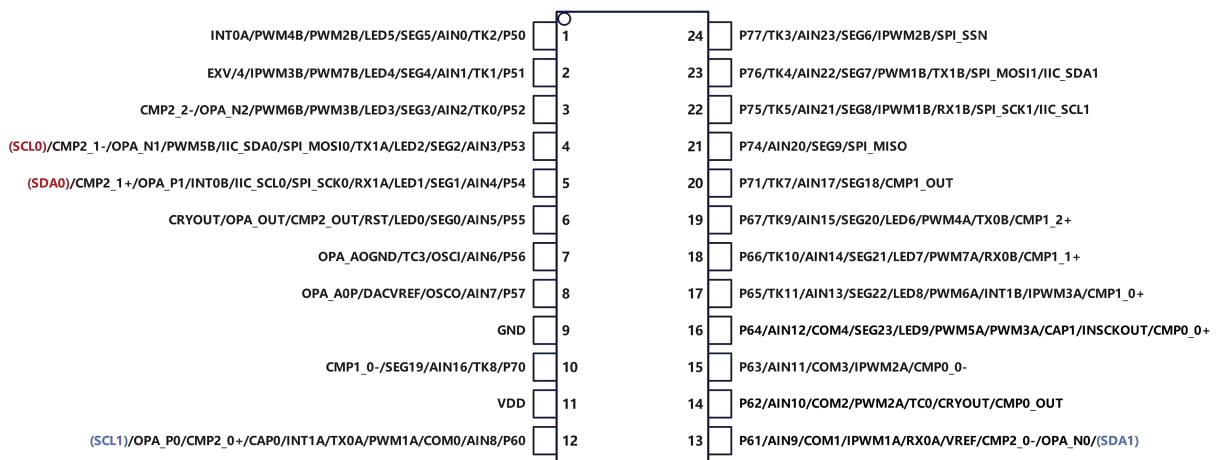 INT0A/PWM4B/PWM2B/LED5/SEG5/AIN0/TK2/P50 1 24 P77/TK3/AIN23/SEG6/IPWM2B/SPI_SSN
EXV/4/IPWM3B/PWM7B/LED4/SEG4/AIN1/TK1/P51 2 23 P76/TK4/AIN22/SEG7/PWM1B/TX1B/SPI_MOSI1/IIC_SDA1
CMP2_2-/OPA_N2/PWM6B/PWM3B/LED3/SEG3/AIN2/TK0/P52 3 22 P75/TK5/AIN21/SEG8/IPWM1B/RX1B/SPI_SCK1/IIC_SCL1
(SCL0)/CMP2_1-/OPA_N1/PWM5B/IIC_SDA0/SPI_MOSI0/TX1A/LED2/SEG2/AIN3/P53 4 21 P74/AIN20/SEG9/SPI_MISO
(SDA0)/CMP2_1+/OPA_P1/INT0B/IIC_SCL0/SPI_SCK0/RX1A/LED1/SEG1/AIN4/P54 5 20 P71/TK7/AIN17/SEG18/CMP1_OUT
CRYOUT/OPA_OUT/CMP2_OUT/RST/LED0/SEG0/AIN5/P55 6 19 P67/TK9/AIN15/SEG20/LED6/PWM4A/TX0B/CMP1_2+
OPA_AOGND/TC3/OSCI/AIN6/P56 7 18 P66/TK10/AIN14/SEG21/LED7/PWM7A/RX0B/CMP1_1+
OPA_A0P/DACVREF/OSCO/AIN7/P57 8 17 P65/TK11/AIN13/SEG22/LED8/PWM6A/INT1B/IPWM3A/CMP1_0+
GND 9 16 P64/AIN12/COM4/SEG23/LED9/PWM5A/PWM3A/CAP1/INSCKOUT/CMP0_0+
CMP1_0-/SEG19/AIN16/TK8/P70 10 15 P63/AIN11/COM3/IPWM2A/CMP0_0-
VDD 11 14 P62/AIN10/COM2/PWM2A/TC0/CRYOUT/CMP0_OUT
(SCL1)/OPA_P0/CMP2_0+/CAP0/INT1A/TX0A/PWM1A/COM0/AIN8/P60 12 13 P61/AIN9/COM1/IPWM1A/RX0A/VREF/CMP2_0-/OPA_N0/(SDA1)